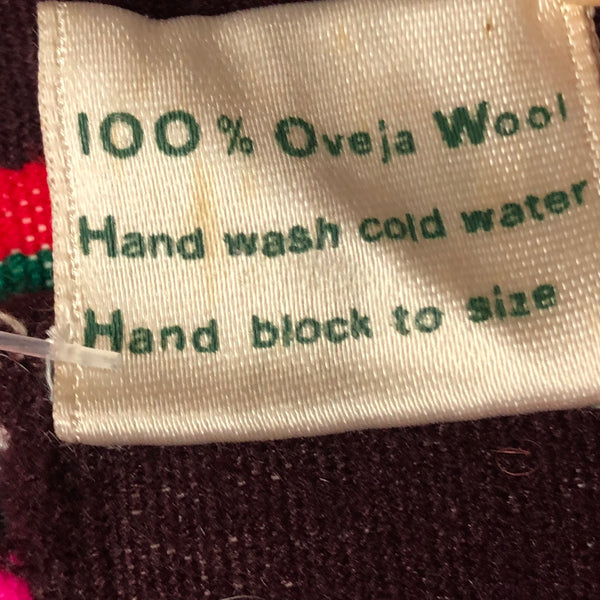 100% Oveja Wool
Hand wash cold water
Hand block to size